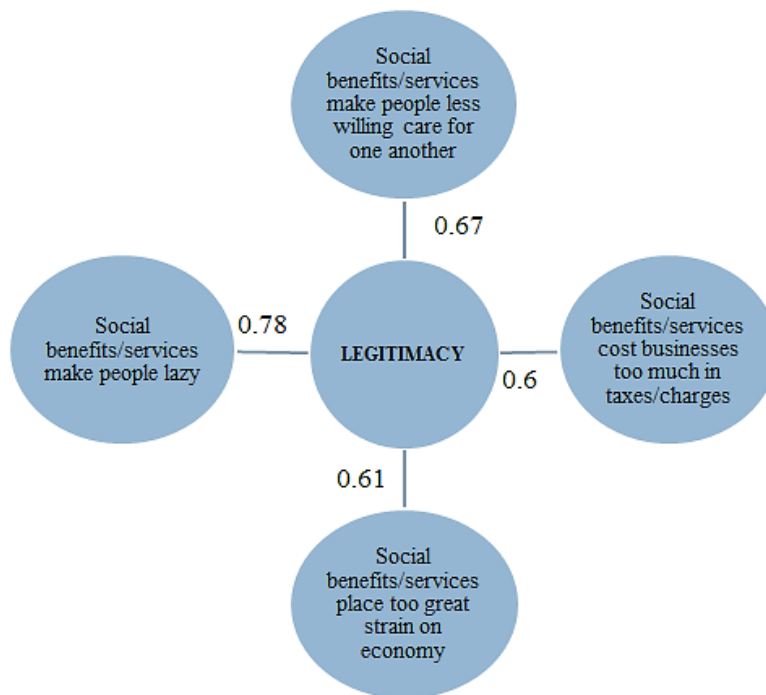 Social
benefits/services
make people less
willing care for
one another
0.67
Social
benefits/services
make people lazy
0.78
LEGITIMACY
0.6
Social
benefits/services
cost businesses
too much in
taxes/charges
0.61
Social
benefits/services
place too great
strain on
economy